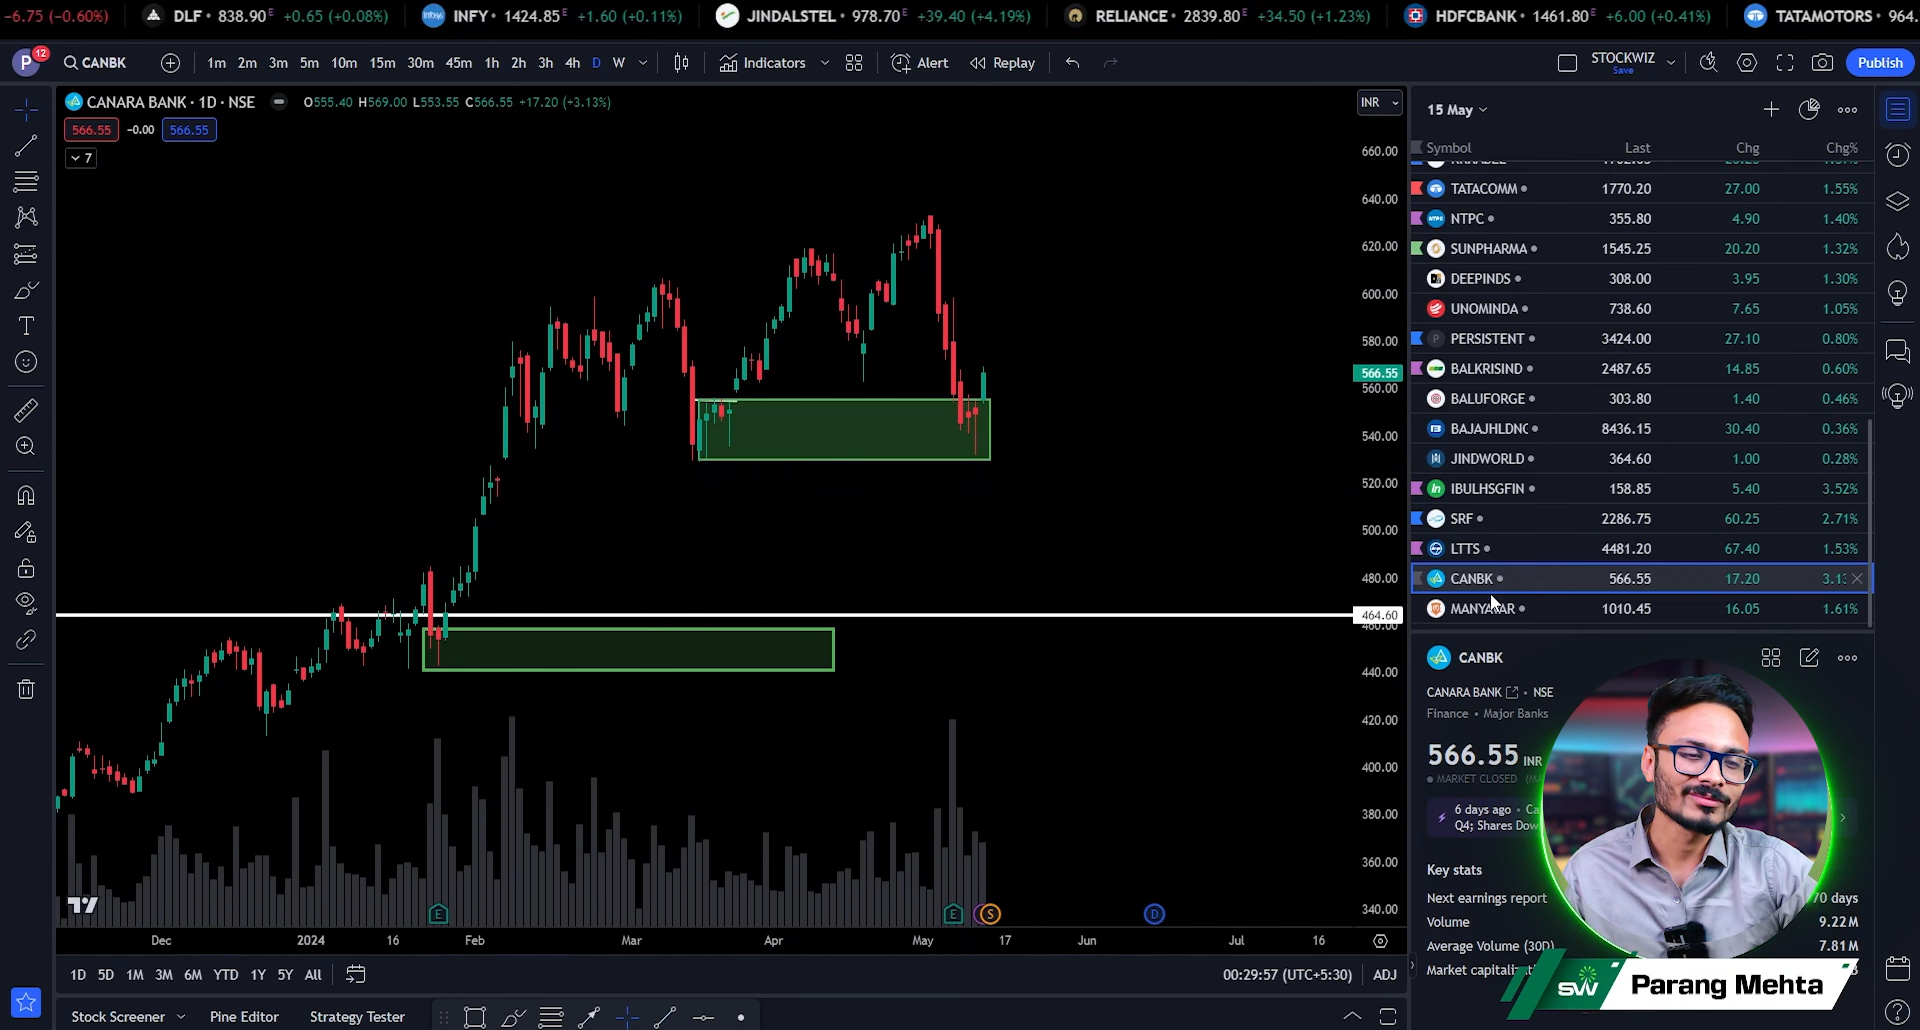 -6.75 (-0.60%) DLF 838.90 E +0.65 (+0.08%) INFY 1424.85 E +1.60 (+0.11%) JINDALSTEL 978.70 E +39.40 (+4.19%) RELIANCE 2839.80 E +34.50 (+1.23%) HDFCBANK 1461.80 E +6.00 (+0.41%) TATAMOTORS 964.
P 12 CANBK 1m 2m 3m 5m 10m 15m 30m 45m 1h 2h 3h 4h D W Indicators Alert Replay STOCKWIZ Save Publish
CANARA BANK · 1D · NSE O555.40 H569.00 L553.55 C566.55 +17.20 (+3.13%)
INR
566.55 -0.00 566.55
7
660.00
640.00
620.00
600.00
580.00
566.55
560.00
540.00
520.00
500.00
480.00
464.60
460.00
440.00
420.00
400.00
380.00
360.00
340.00
E E S D
Dec 2024 16 Feb Mar Apr May 17 Jun Jul 16
1D 5D 1M 3M 6M YTD 1Y 5Y All 00:29:57 (UTC+5:30) ADJ
Stock Screener Pine Editor Strategy Tester
15 May
Symbol Last Chg Chg%
TATACOMM 1770.20 27.00 1.55%
NTPC 355.80 4.90 1.40%
SUNPHARMA 1545.25 20.20 1.32%
DEEPINDS 308.00 3.95 1.30%
UNOMINDA 738.60 7.65 1.05%
PERSISTENT 3424.00 27.10 0.80%
BALKRISIND 2487.65 14.85 0.60%
BALUFORGE 303.80 1.40 0.46%
BAJAJHLDNG 8436.15 30.40 0.36%
JINDWORLD 364.60 1.00 0.28%
IBULHSGFIN 158.85 5.40 3.52%
SRF 2286.75 60.25 2.71%
LTTS 4481.20 67.40 1.53%
CANBK 566.55 17.20 3.13
MANYAVAR 1010.45 16.05 1.61%
CANBK
CANARA BANK · NSE
Finance · Major Banks
566.55 INR
MARKET CLOSED
6 days ago · Ca
Q4; Shares Dow
Key stats
Next earnings report 70 days
Volume 9.22M
Average Volume (30D) 7.81M
Market capitaliz
SW Parang Mehta